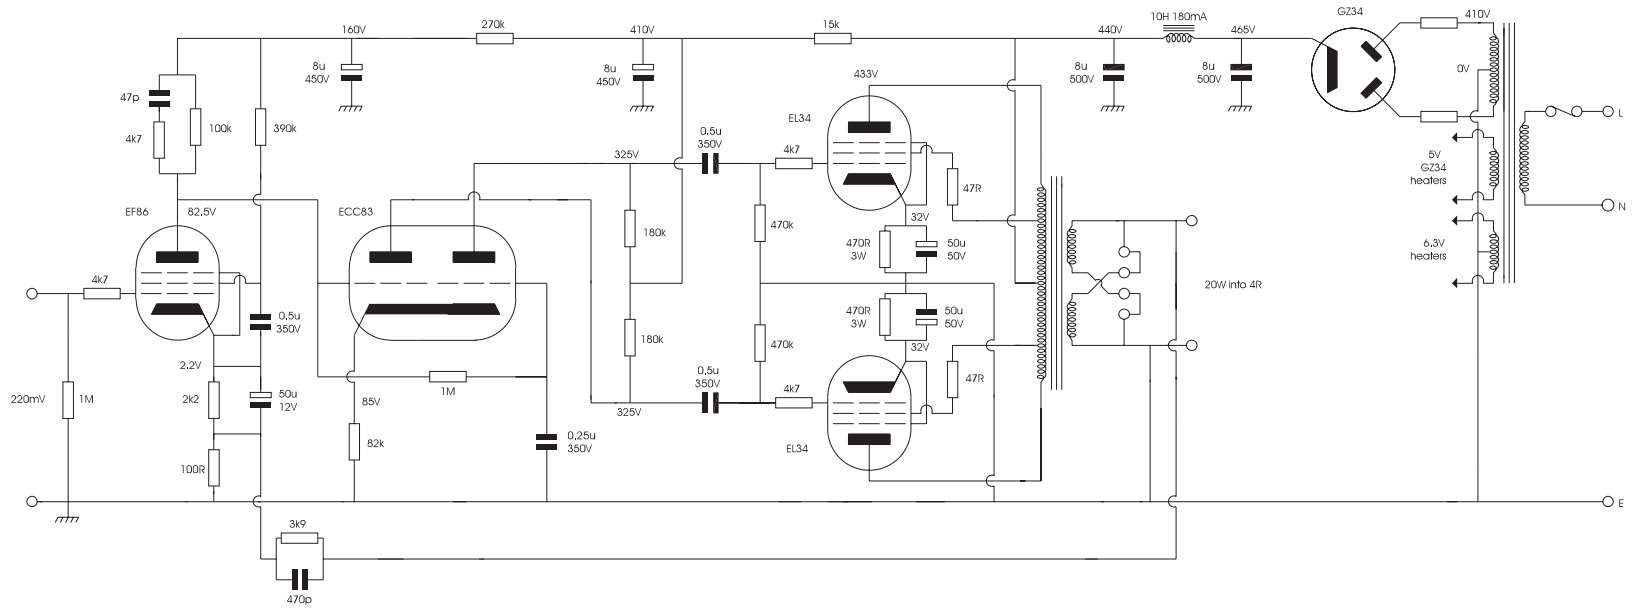 160V
270k
410V
15k
440V
10H 180mA
465V
GZ34
410V
8u
450V
8u
450V
8u
500V
8u
500V
0V
47p
4k7
100k
390k
433V
EL34
0,5u
350V
4k7
325V
L
5V
GZ34
heaters
47R
EF86
82.5V
ECC83
N
180k
470k
32V
470R
3W
50u
50V
6.3V
heaters
4k7
20W into 4R
0,5u
350V
470R
3W
50u
50V
180k
470k
32V
2.2V
0,5u
350V
47R
4k7
1M
220mV
1M
2k2
50u
12V
85V
325V
82k
0,25u
350V
EL34
100R
E
3k9
470p